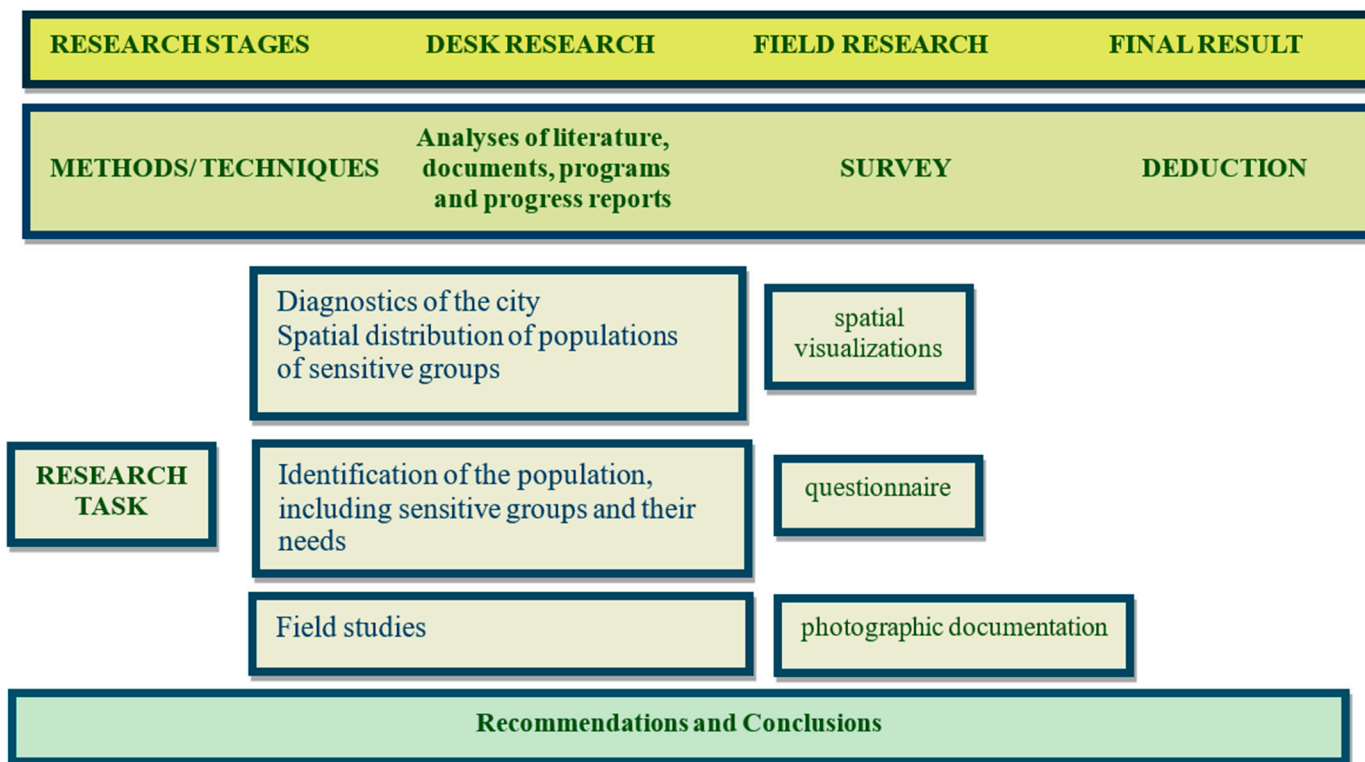 RESEARCH STAGES DESK RESEARCH FIELD RESEARCH FINAL RESULT
METHODS/ TECHNIQUES
Analyses of literature,
documents, programs
and progress reports
SURVEY
DEDUCTION
RESEARCH
TASK
Diagnostics of the city
Spatial distribution of populations
of sensitive groups
spatial
visualizations
Identification of the population,
including sensitive groups and their
needs
questionnaire
Field studies
photographic documentation
Recommendations and Conclusions